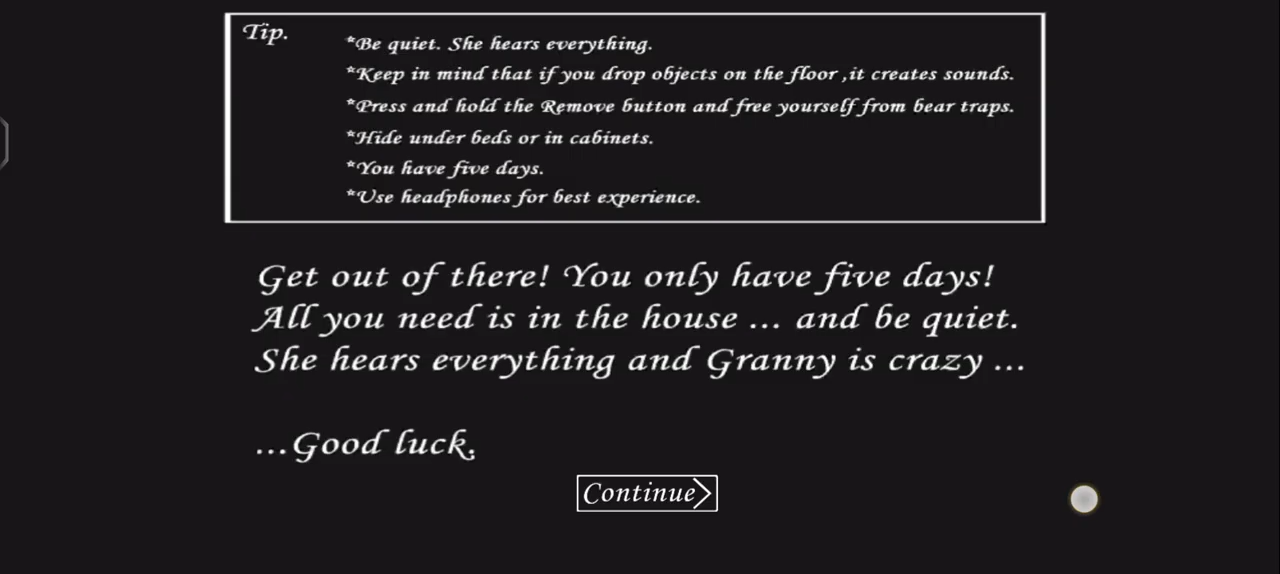 Tip.
*Be quiet. She hears everything.
*Keep in mind that if you drop objects on the floor ,it creates sounds.
*Press and hold the Remove button and free yourself from bear traps.
*Hide under beds or in cabinets.
*You have five days.
*Use headphones for best experience.
Get out of there! You only have five days!
All you need is in the house ... and be quiet.
She hears everything and Granny is crazy ...
...Good luck.
Continue